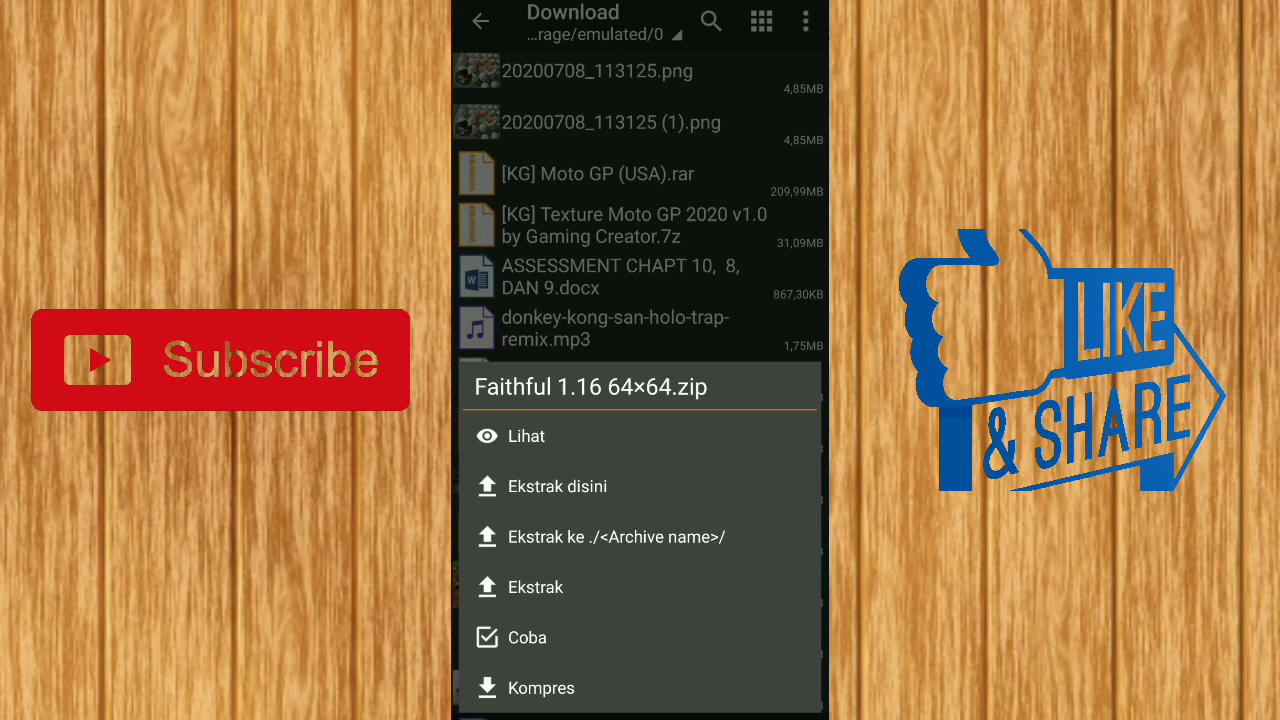 Download
...rage/emulated/0
20200708_113125.png
4,85MB
20200708_113125 (1).png
4,85MB
[KG] Moto GP (USA).rar
209,99MB
[KG] Texture Moto GP 2020 v1.0
by Gaming Creator.7z
31,09MB
ASSESSMENT CHAPT 10,  8,
DAN 9.docx
867,30KB
donkey-kong-san-holo-trap-
remix.mp3
1,75MB
Faithful 1.16 64×64.zip
Lihat
Ekstrak disini
Ekstrak ke ./<Archive name>/
Ekstrak
Coba
Kompres
Subscribe
LIKE
& SHARE